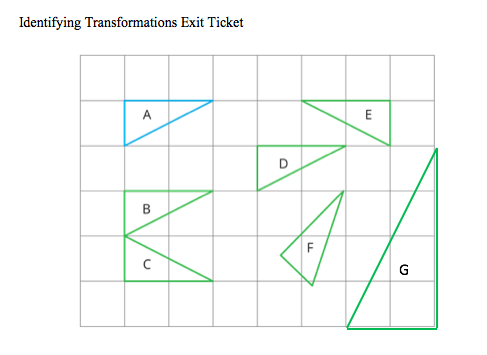 Identifying Transformations Exit Ticket
A
E
D
B
F
C
G